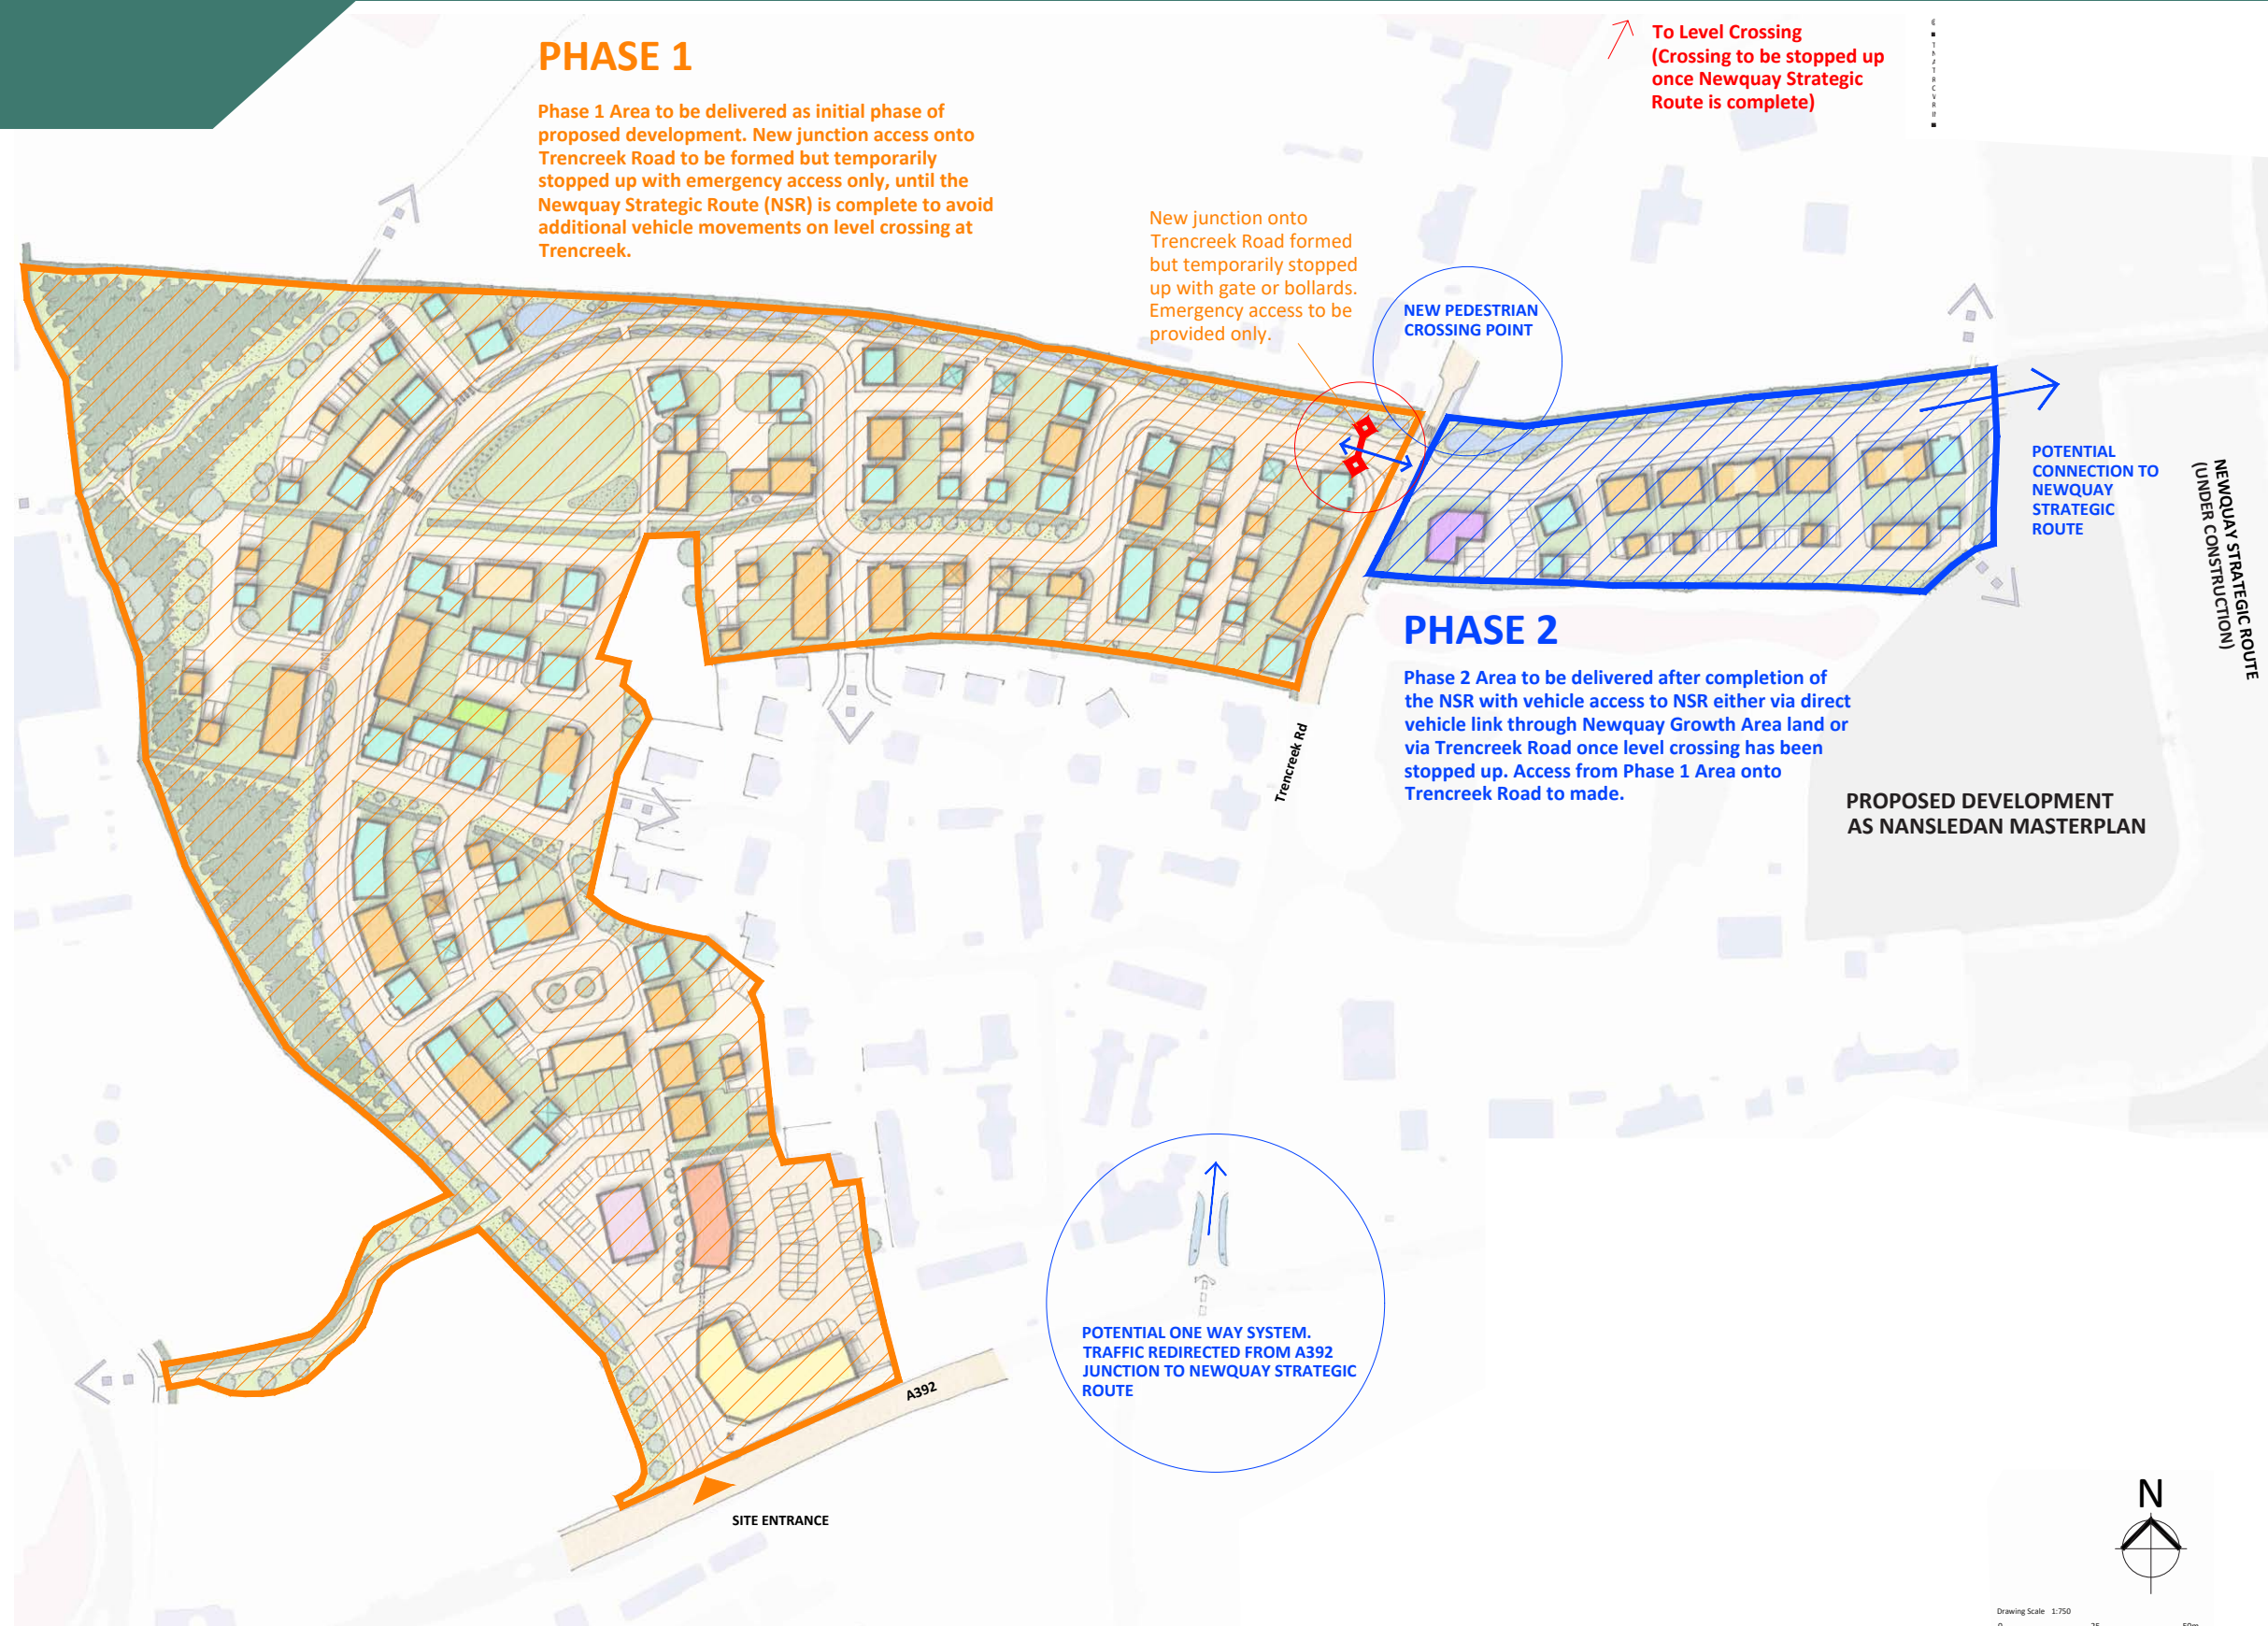 PHASE 1
Phase 1 Area to be delivered as initial phase of
proposed development. New junction access onto
Trencreek Road to be formed but temporarily
stopped up with emergency access only, until the
Newquay Strategic Route (NSR) is complete to avoid
additional vehicle movements on level crossing at
Trencreek.
To Level Crossing
(Crossing to be stopped up
once Newquay Strategic
Route is complete)
New junction onto
Trencreek Road formed
but temporarily stopped
up with gate or bollards.
Emergency access to be
provided only.
NEW PEDESTRIAN
CROSSING POINT
POTENTIAL
CONNECTION TO
NEWQUAY
STRATEGIC
ROUTE
NEWQUAY STRATEGIC ROUTE
(UNDER CONSTRUCTION)
PHASE 2
Phase 2 Area to be delivered after completion of
the NSR with vehicle access to NSR either via direct
vehicle link through Newquay Growth Area land or
via Trencreek Road once level crossing has been
stopped up. Access from Phase 1 Area onto
Trencreek Road to made.
Trencreek Rd
PROPOSED DEVELOPMENT
AS NANSLEDAN MASTERPLAN
POTENTIAL ONE WAY SYSTEM.
TRAFFIC REDIRECTED FROM A392
JUNCTION TO NEWQUAY STRATEGIC
ROUTE
A392
SITE ENTRANCE
N
Drawing Scale 1:750